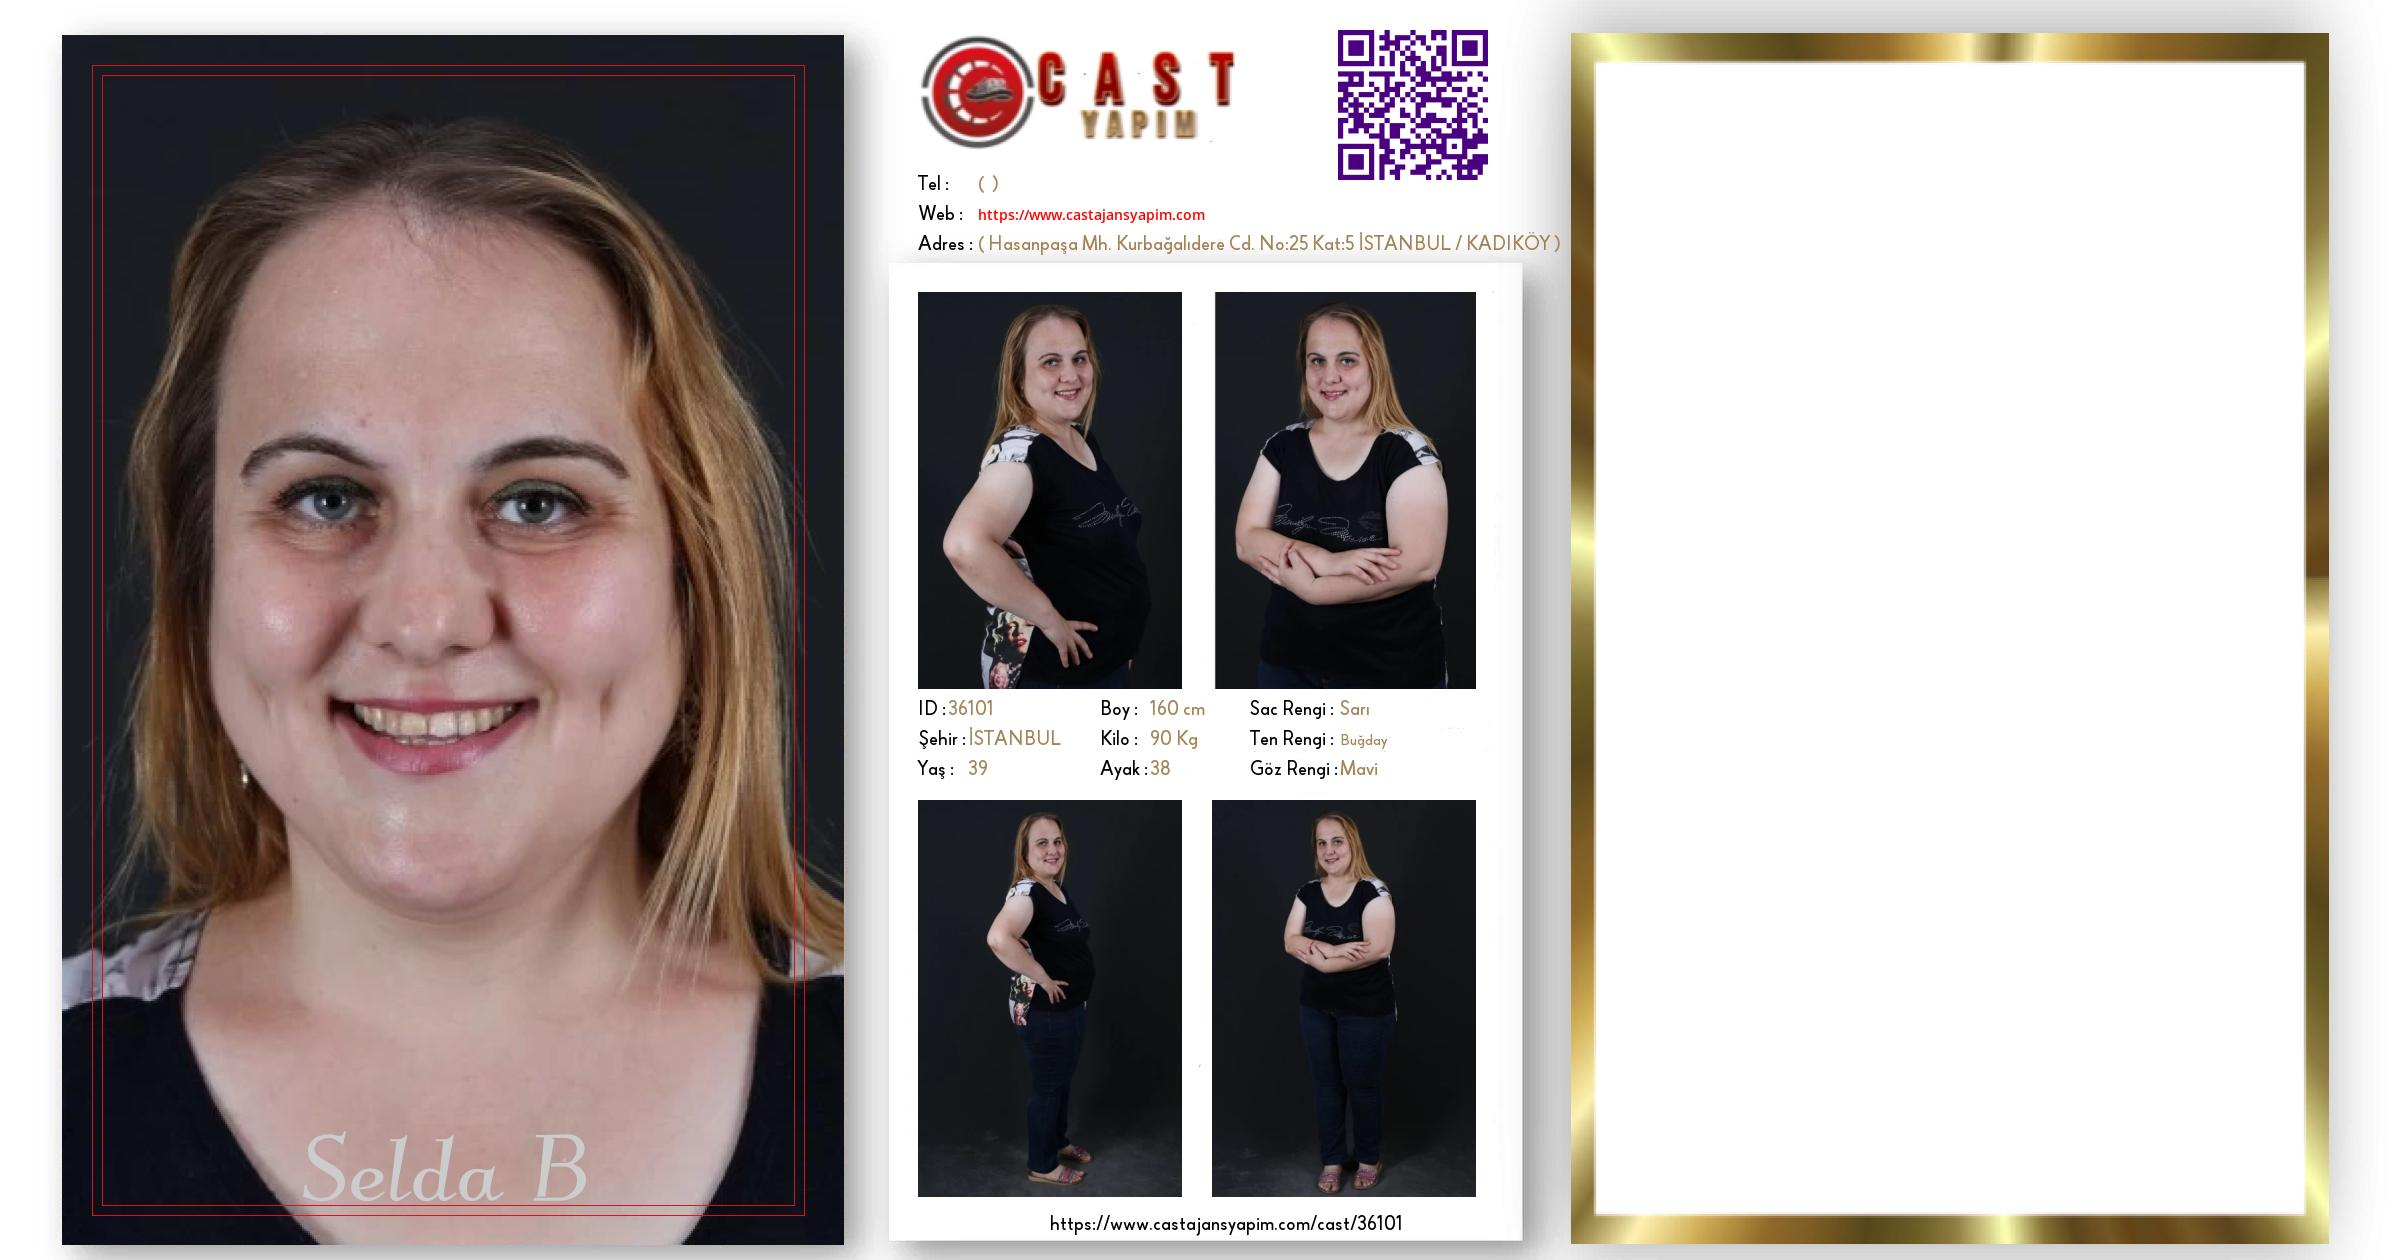 Selda B
CAST
YAPIM
Tel : ( )
Web : https://www.castajansyapim.com
Adres : ( Hasanpaşa Mh. Kurbağalıdere Cd. No:25 Kat:5 İSTANBUL / KADIKÖY )
ID : 36101 Boy : 160 cm Sac Rengi : Sarı
Şehir : İSTANBUL Kilo : 90 Kg Ten Rengi : Buğday
Yaş : 39 Ayak : 38 Göz Rengi : Mavi
https://www.castajansyapim.com/cast/36101